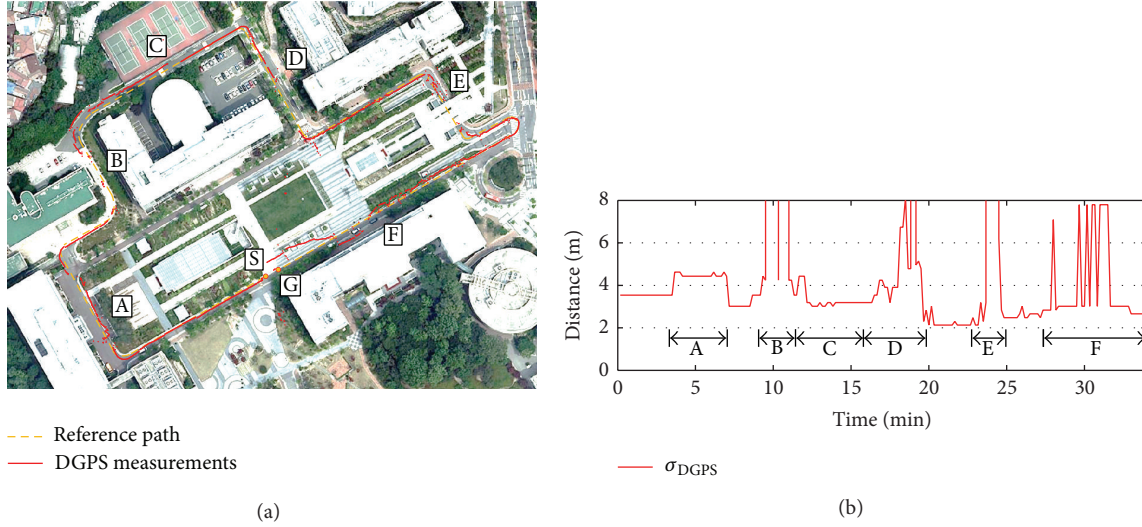 C
D
E
B
F
S
G
A
Reference path
DGPS measurements
(a)
8
6
4
2
0
Distance (m)
A
B
C
D
E
F
0
5
10
15
20
25
30
Time (min)
σDGPS
(b)